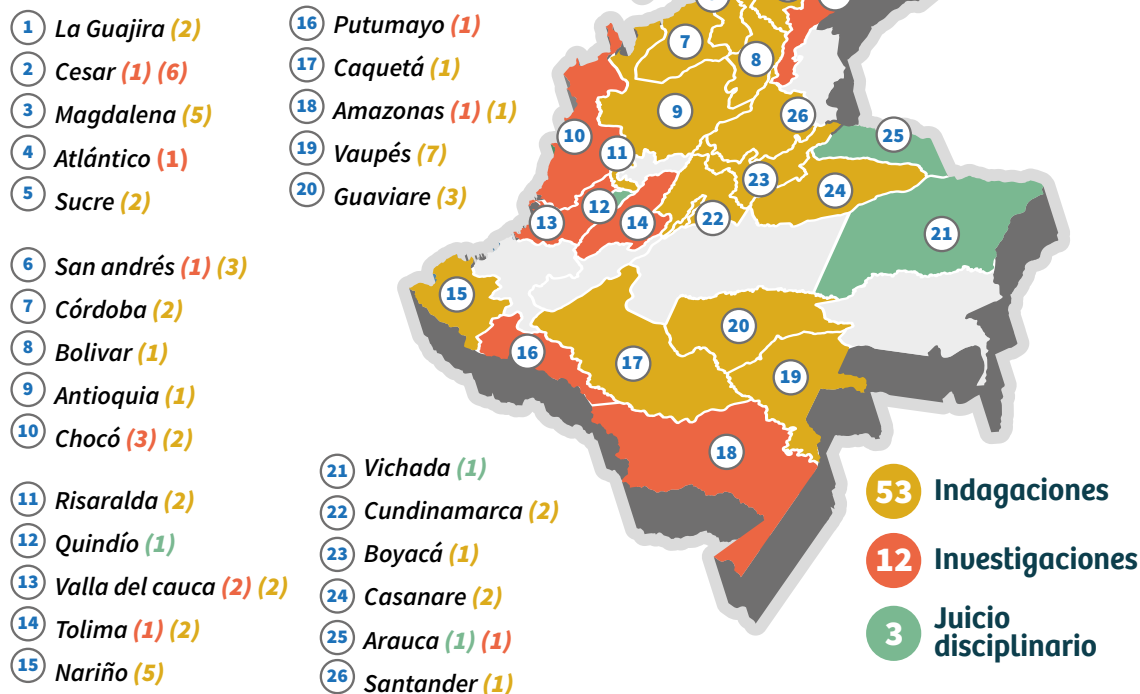 1 La Guajira (2)
2 Cesar (1) (6)
3 Magdalena (5)
4 Atlántico (1)
5 Sucre (2)
6 San andrés (1) (3)
7 Córdoba (2)
8 Bolivar (1)
9 Antioquia (1)
10 Chocó (3) (2)
11 Risaralda (2)
12 Quindío (1)
13 Valla del cauca (2) (2)
14 Tolima (1) (2)
15 Nariño (5)
16 Putumayo (1)
17 Caquetá (1)
18 Amazonas (1) (1)
19 Vaupés (7)
20 Guaviare (3)
21 Vichada (1)
22 Cundinamarca (2)
23 Boyacá (1)
24 Casanare (2)
25 Arauca (1) (1)
26 Santander (1)
7
8
9
26
10
11
25
23
24
12
13
14
22
21
15
20
16
17
19
18
53 Indagaciones
12 Investigaciones
3 Juicio
disciplinario